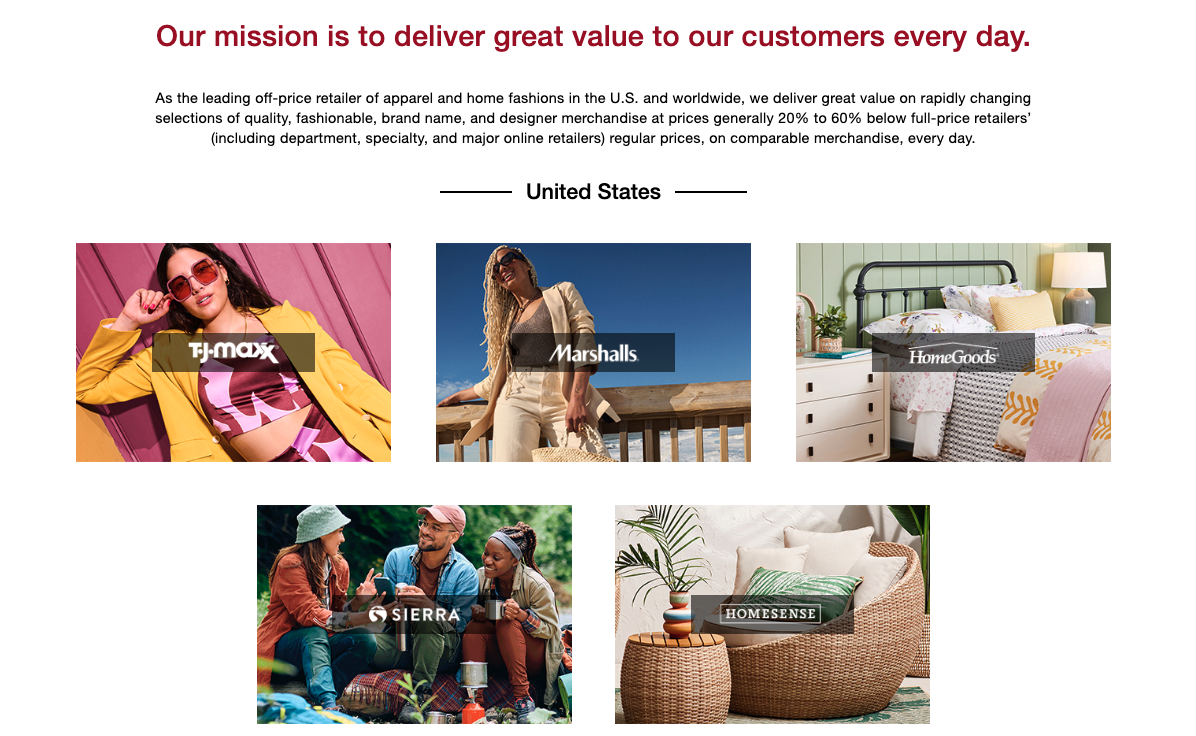 Our mission is to deliver great value to our customers every day.
As the leading off-price retailer of apparel and home fashions in the U.S. and worldwide, we deliver great value on rapidly changing
selections of quality, fashionable, brand name, and designer merchandise at prices generally 20% to 60% below full-price retailers’
(including department, specialty, and major online retailers) regular prices, on comparable merchandise, every day.
United States
T•J•maxx
Marshalls
HomeGoods
SIERRA
HOMESENSE